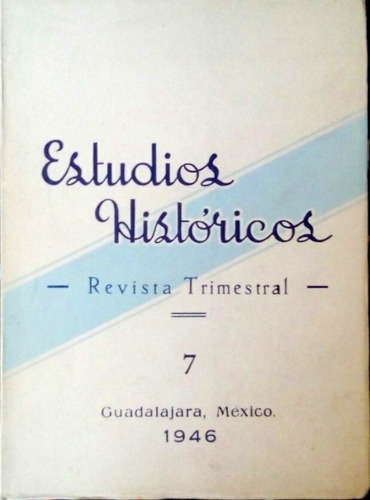 Estudios
Históricos
— Revista Trimestral —
7
Guadalajara, México.
1946